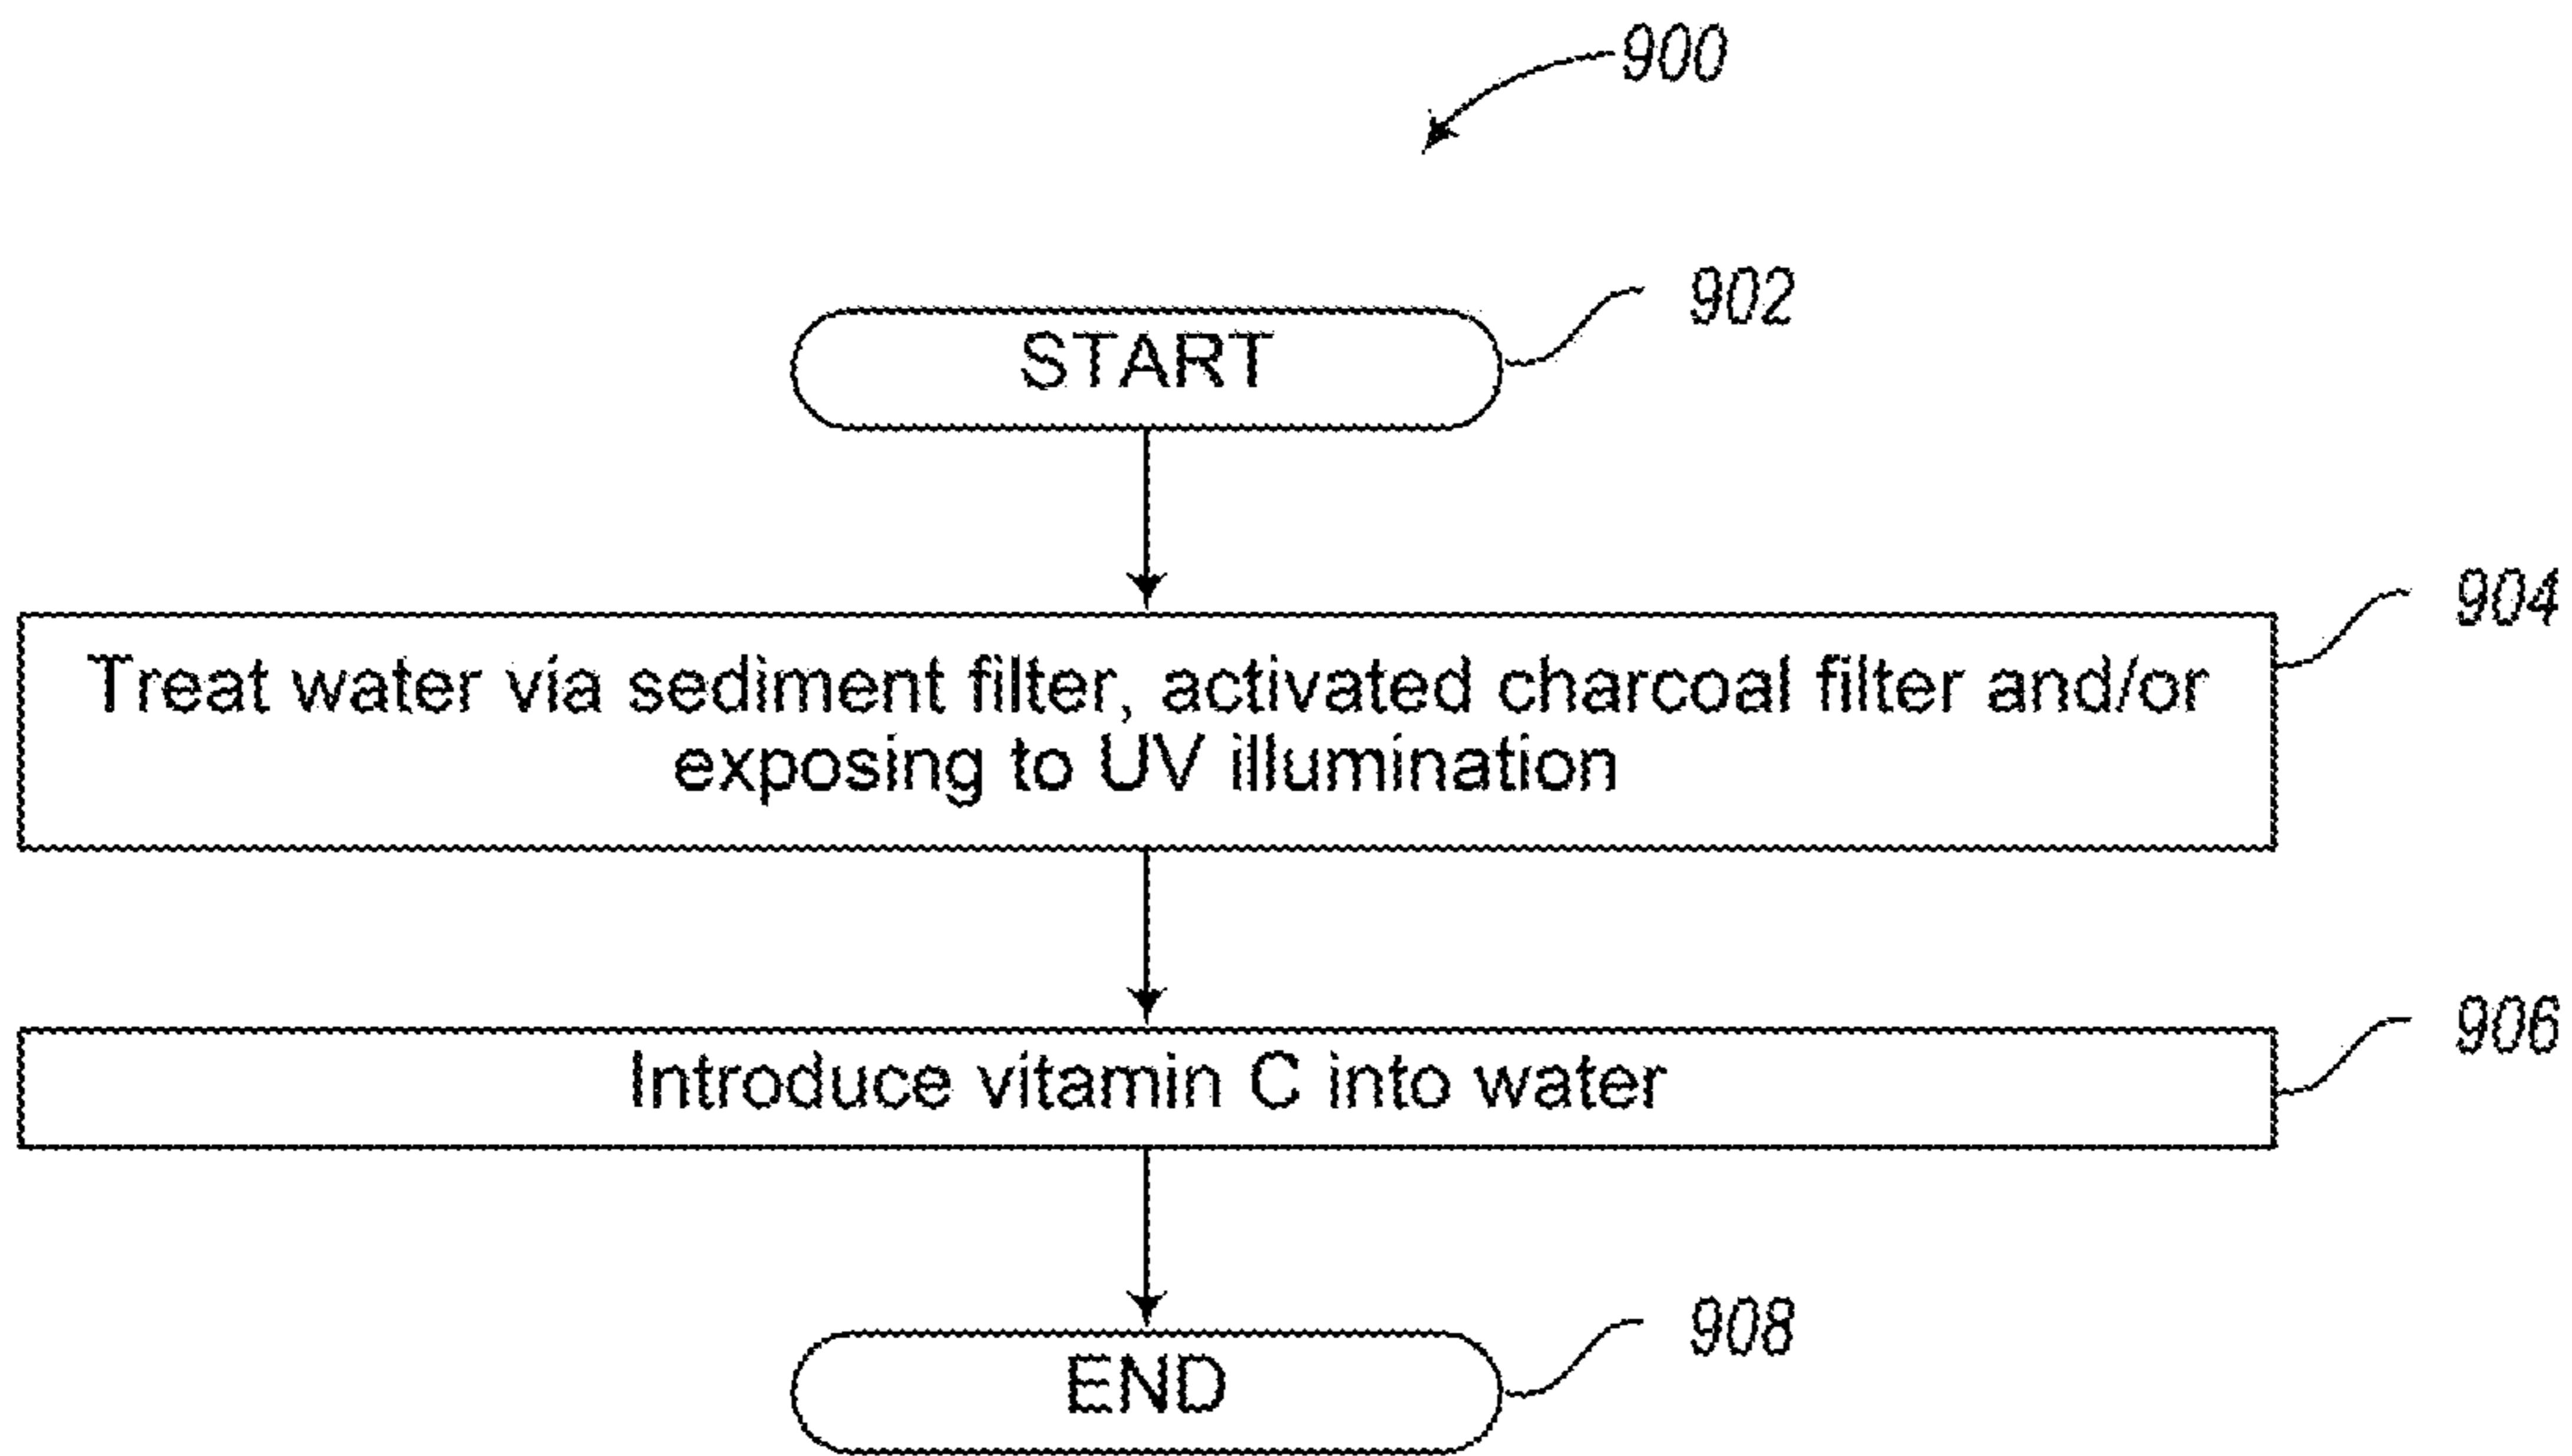 900
START
902
904
Treat water via sediment filter, activated charcoal filter and/or
exposing to UV illumination
906
Introduce vitamin C into water
908
END